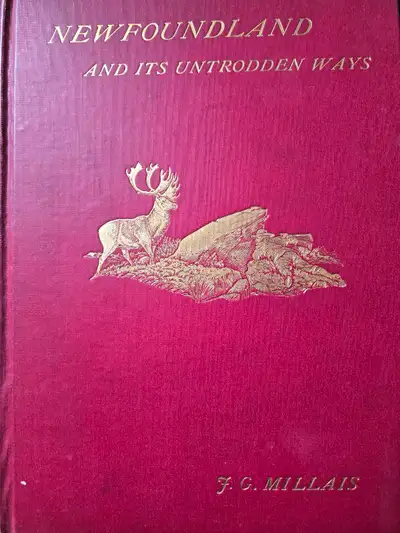 NEWFOUNDLAND
AND ITS UNTRODDEN WAYS
J. G. MILLAIS